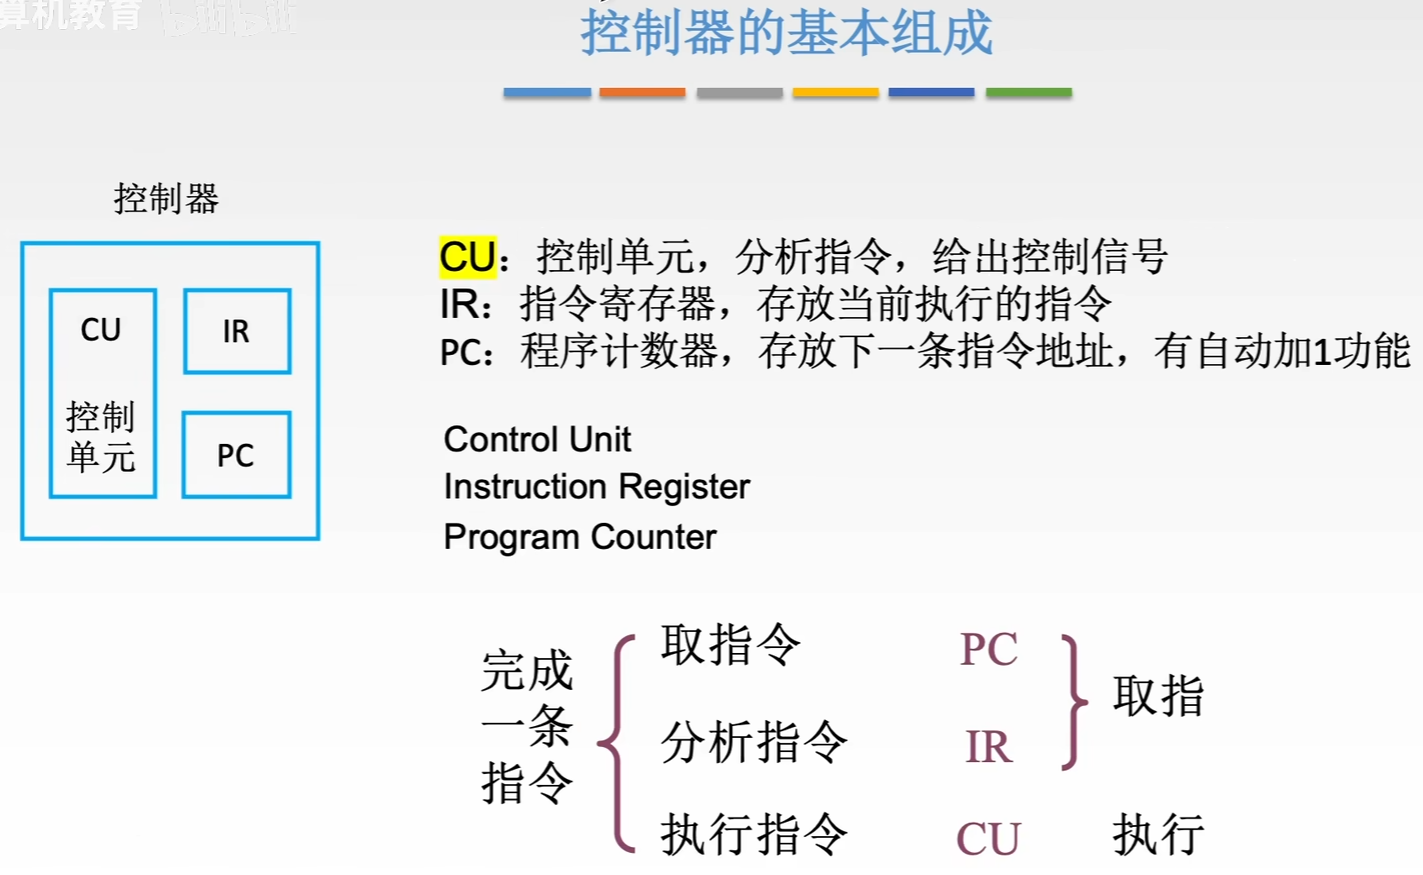 算机教育 bilibili
控制器的基本组成
控制器
CU
控制
单元
IR
PC
CU：控制单元，分析指令，给出控制信号
IR：指令寄存器，存放当前执行的指令
PC：程序计数器，存放下一条指令地址，有自动加1功能
Control Unit
Instruction Register
Program Counter
完成
一条
指令
取指令 PC
分析指令 IR
取指
执行指令 CU 执行